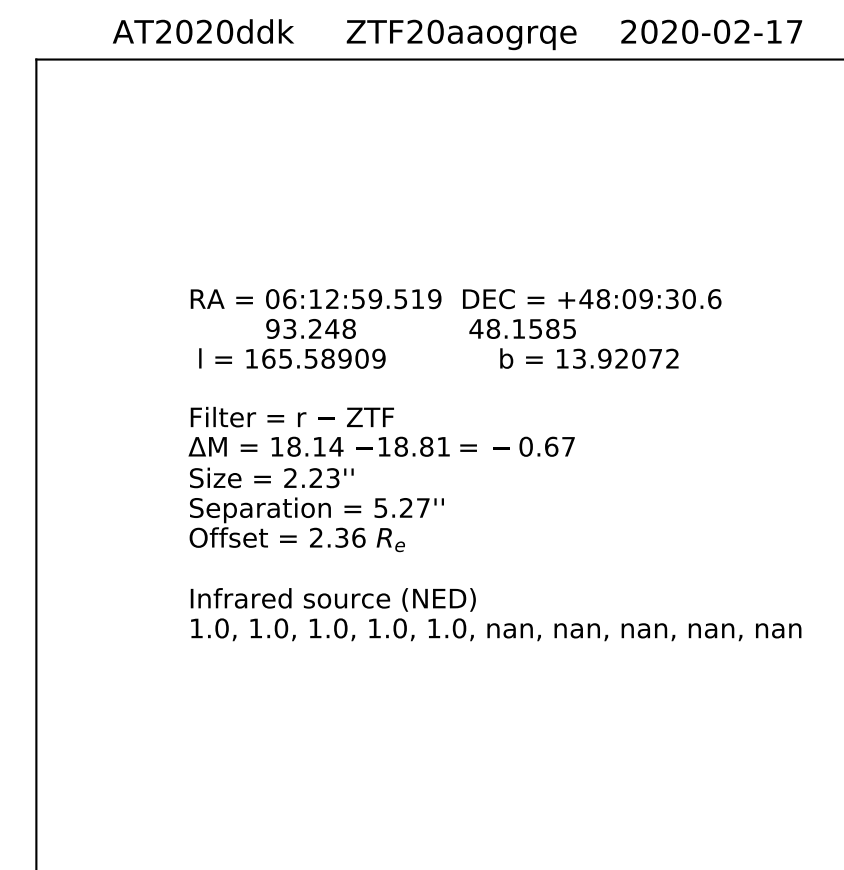 AT2020ddk ZTF20aaogrqe 2020-02-17
RA = 06:12:59.519 DEC = +48:09:30.6
93.248 48.1585
l = 165.58909 b = 13.92072
Filter = r − ZTF
ΔM = 18.14 −18.81 = − 0.67
Size = 2.23''
Separation = 5.27''
Offset = 2.36 Rₑ
Infrared source (NED)
1.0, 1.0, 1.0, 1.0, 1.0, nan, nan, nan, nan, nan